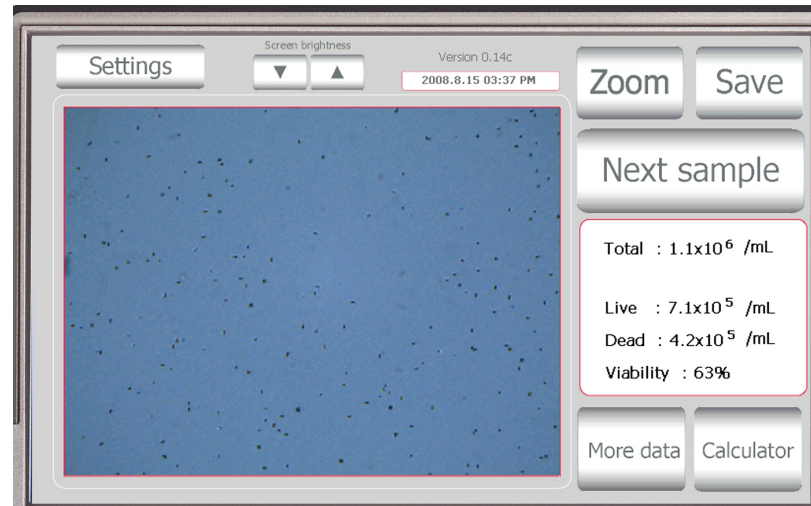 Settings
Screen brightness
▼ ▲
Version 0.14c
2008.8.15 03:37 PM
Zoom
Save
Next sample
Total : 1.1x10⁶ /mL
Live : 7.1x10⁵ /mL
Dead : 4.2x10⁵ /mL
Viability : 63%
More data
Calculator